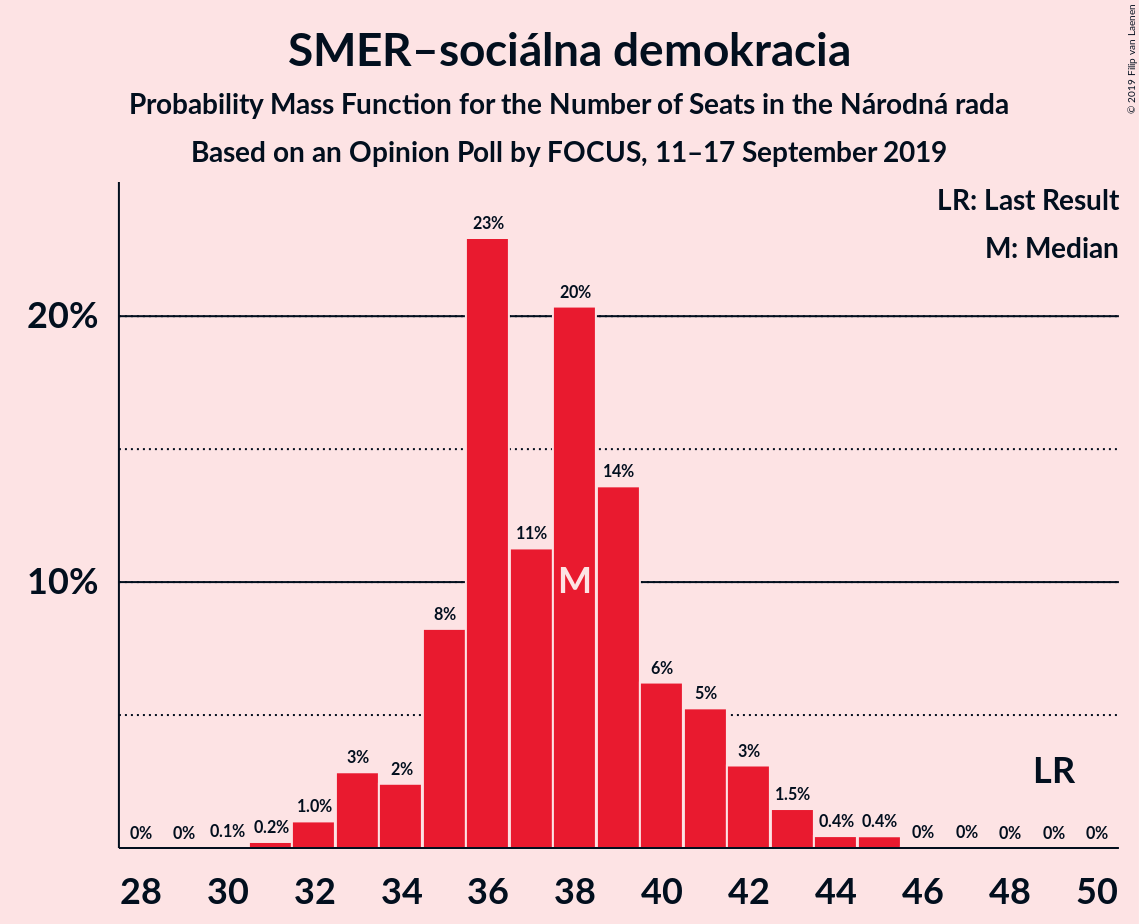 SMER–sociálna demokracia
Probability Mass Function for the Number of Seats in the Národná rada
Based on an Opinion Poll by FOCUS, 11–17 September 2019
© 2019 Filip van Laenen
LR: Last Result
M: Median
20%
10%
0% 0% 0.1% 0.2% 1.0% 3% 2% 8% 23% 11% 20% 14% 6% 5% 3% 1.5% 0.4% 0.4% 0% 0% 0% 0% 0%
M
LR
28 30 32 34 36 38 40 42 44 46 48 50